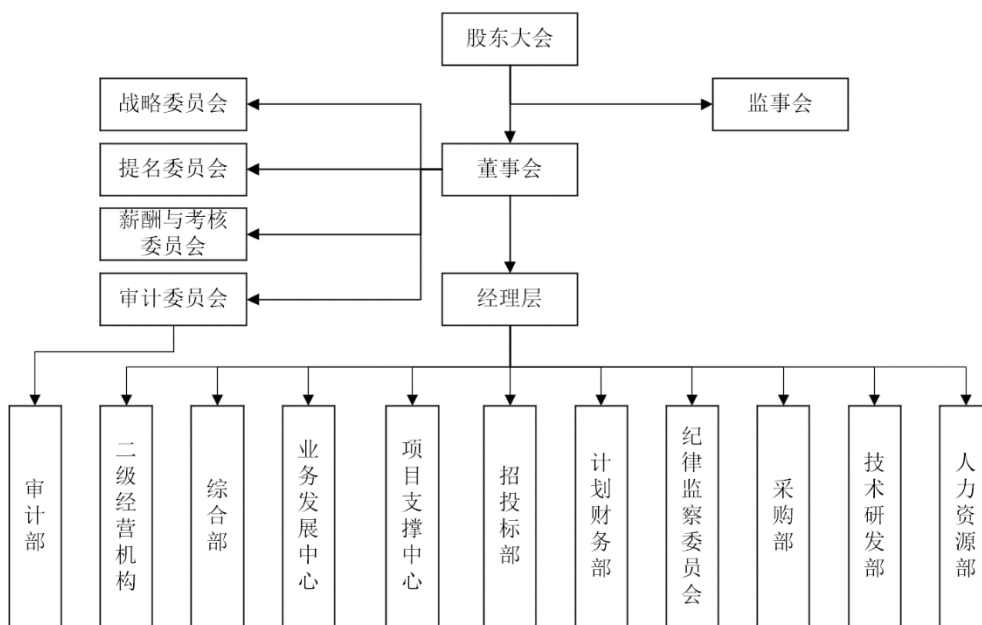 股东大会
战略委员会
监事会
提名委员会
董事会
薪酬与考核
委员会
审计委员会
经理层
审计部
二级经营机构
综合部
业务发展中心
项目支撑中心
招投标部
计划财务部
纪律监察委员会
采购部
技术研发部
人力资源部